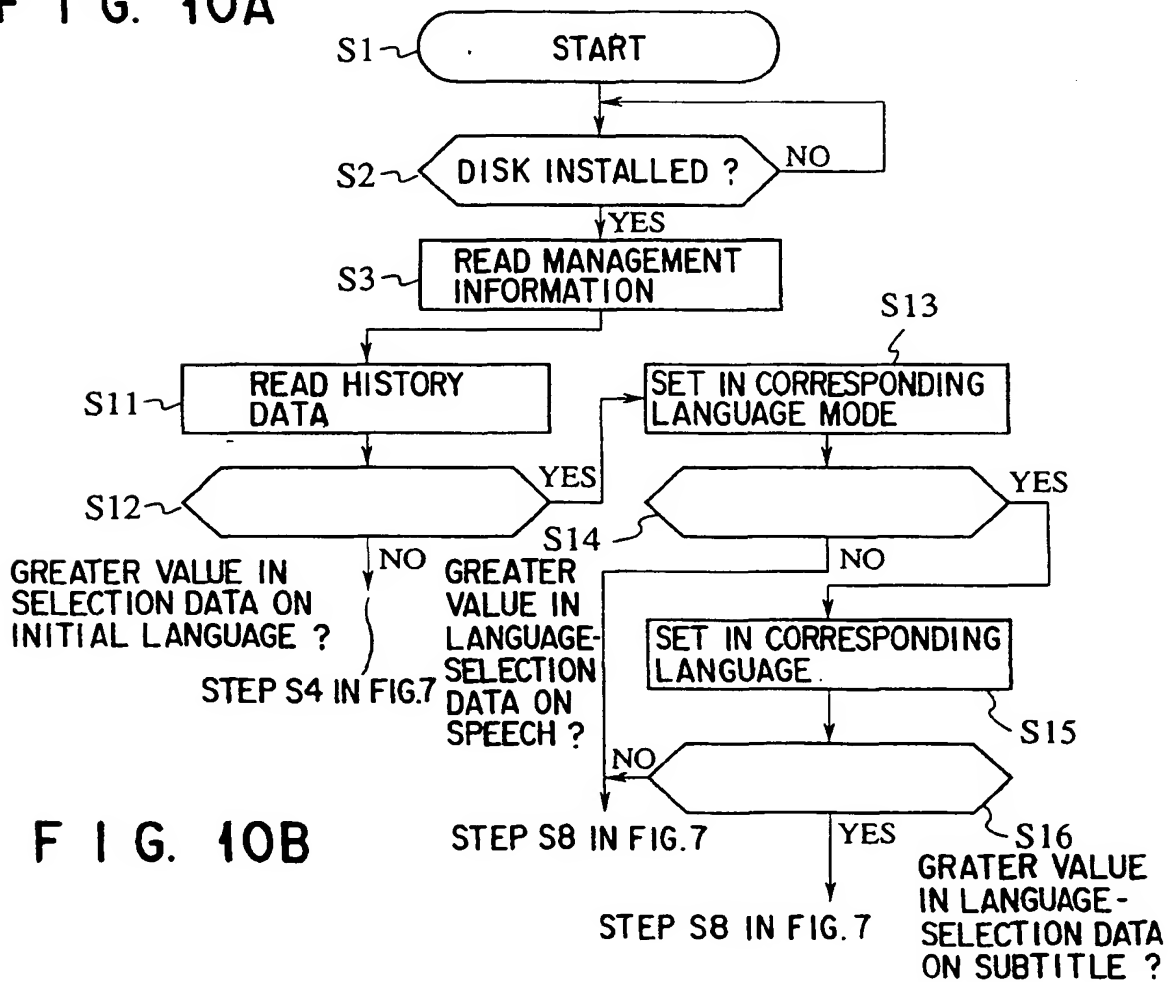 F I G. 10A
S1
START
S2
DISK INSTALLED ?
NO
YES
S3
READ MANAGEMENT
INFORMATION
S11
READ HISTORY
DATA
S13
SET IN CORRESPONDING
LANGUAGE MODE
S12
YES
NO
GREATER VALUE IN
SELECTION DATA ON
INITIAL LANGUAGE ?
STEP S4 IN FIG.7
S14
YES
NO
GREATER
VALUE IN
LANGUAGE-
SELECTION
DATA ON
SPEECH ?
SET IN CORRESPONDING
LANGUAGE
S15
NO
STEP S8 IN FIG.7
YES
S16
GRATER VALUE
IN LANGUAGE-
SELECTION DATA
ON SUBTITLE ?
STEP S8 IN FIG.7
F I G. 10B